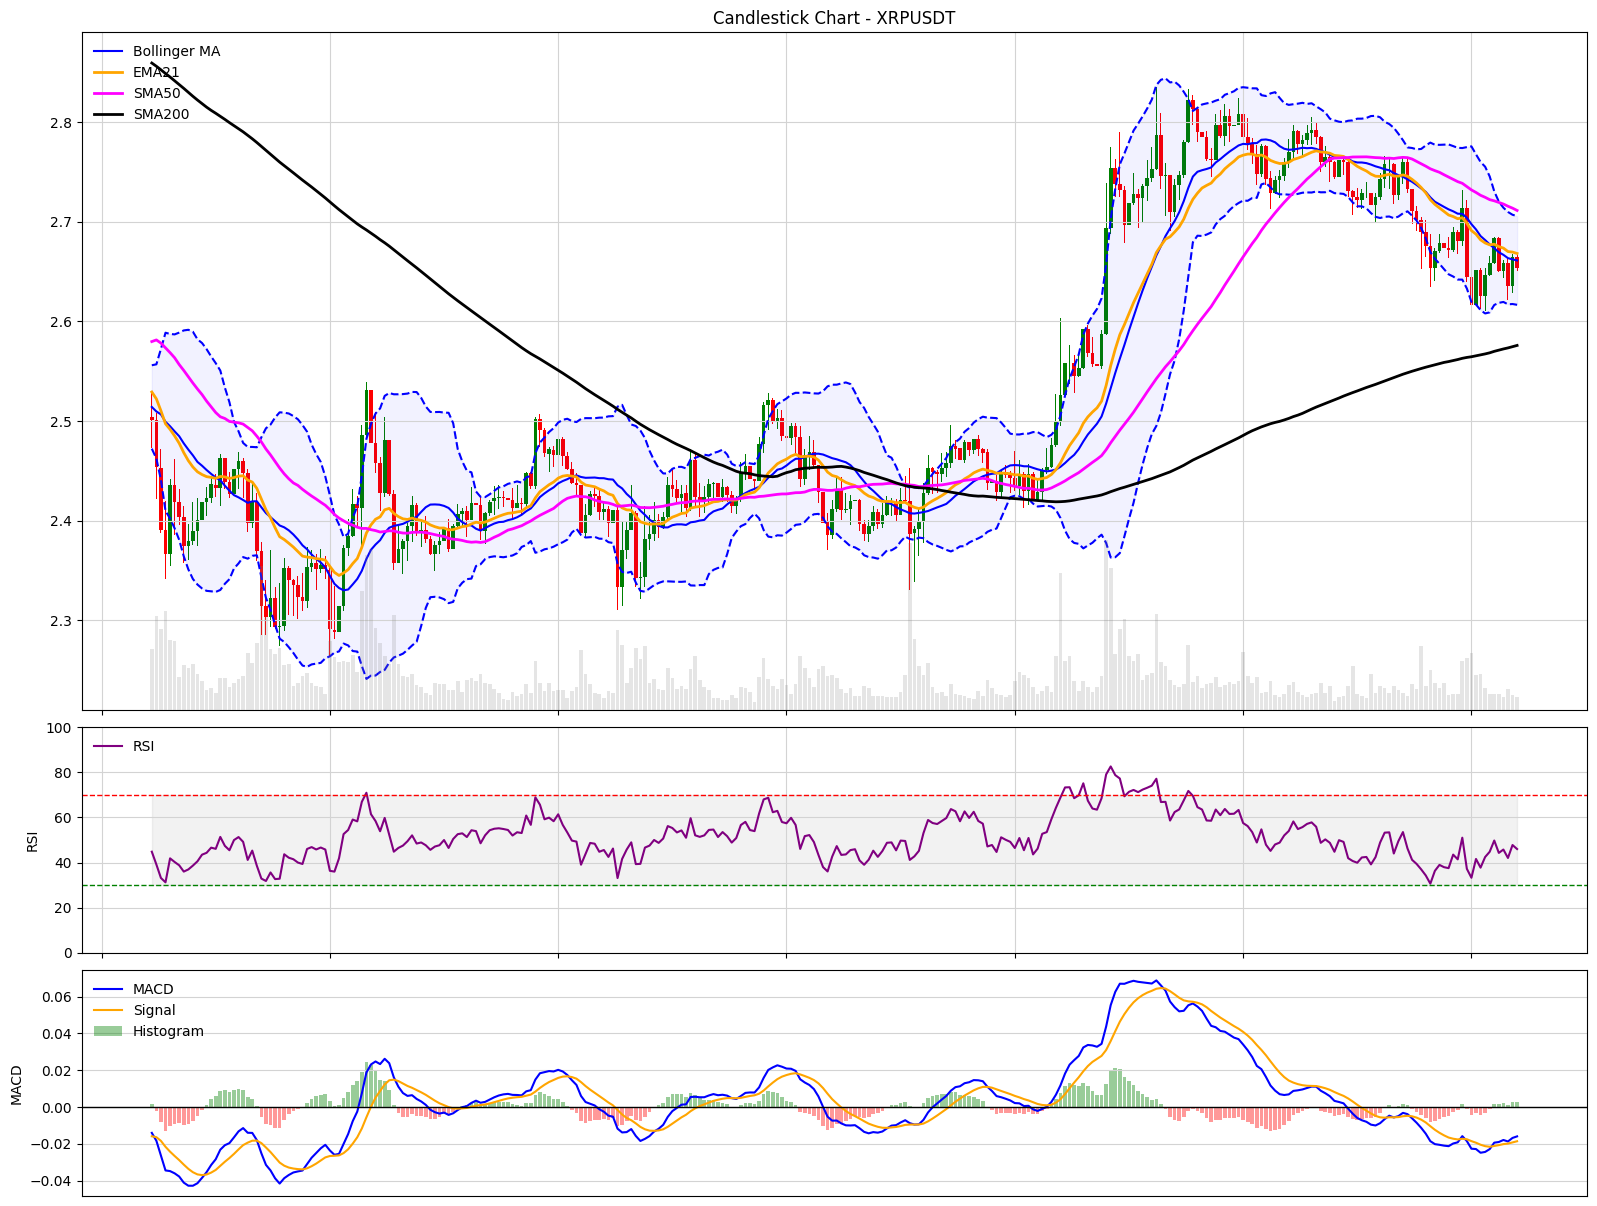 Candlestick Chart - XRPUSDT
Bollinger MA
EMA21
SMA50
SMA200
2.8
2.7
2.6
2.5
2.4
2.3
100
80
60
40
20
0
RSI
RSI
0.06
0.04
0.02
0.00
−0.02
−0.04
MACD
MACD
Signal
Histogram